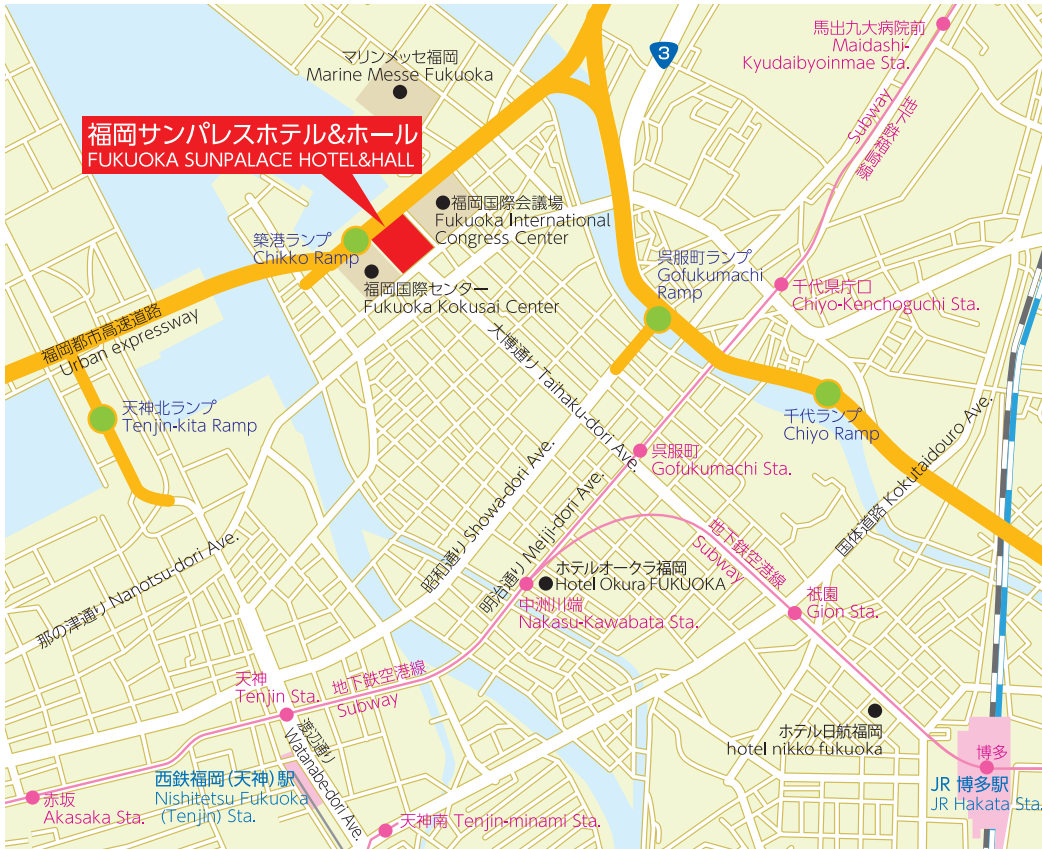 馬出九大病院前
Maidashi-
Kyudaibyoinmae Sta.
3
マリンメッセ福岡
Marine Messe Fukuoka
Subway
地下鉄箱崎線
福岡サンパレスホテル&ホール
FUKUOKA SUNPALACE HOTEL&HALL
福岡国際会議場
Fukuoka International
Congress Center
築港ランプ
Chikko Ramp
呉服町ランプ
Gofukumachi
Ramp
福岡国際センター
Fukuoka Kokusai Center
千代県庁口
Chiyo-Kenchoguchi Sta.
福岡都市高速道路
Urban expressway
大博通り Taihaku-dori Ave.
天神北ランプ
Tenjin-kita Ramp
千代ランプ
Chiyo Ramp
呉服町
Gofukumachi Sta.
国体道路 Kokutaidouro Ave.
昭和通り Showa-dori Ave.
明治通り Meiji-dori Ave.
地下鉄空港線
Subway
那の津通り Nanotsu-dori Ave.
ホテルオークラ福岡
Hotel Okura FUKUOKA
中洲川端
Nakasu-Kawabata Sta.
祇園
Gion Sta.
天神
Tenjin Sta.
地下鉄空港線
Subway
渡辺通り
Watanabe-dori Ave.
ホテル日航福岡
hotel nikko fukuoka
博多
JR 博多駅
JR Hakata Sta.
西鉄福岡(天神)駅
Nishitetsu Fukuoka
(Tenjin) Sta.
赤坂
Akasaka Sta.
天神南 Tenjin-minami Sta.